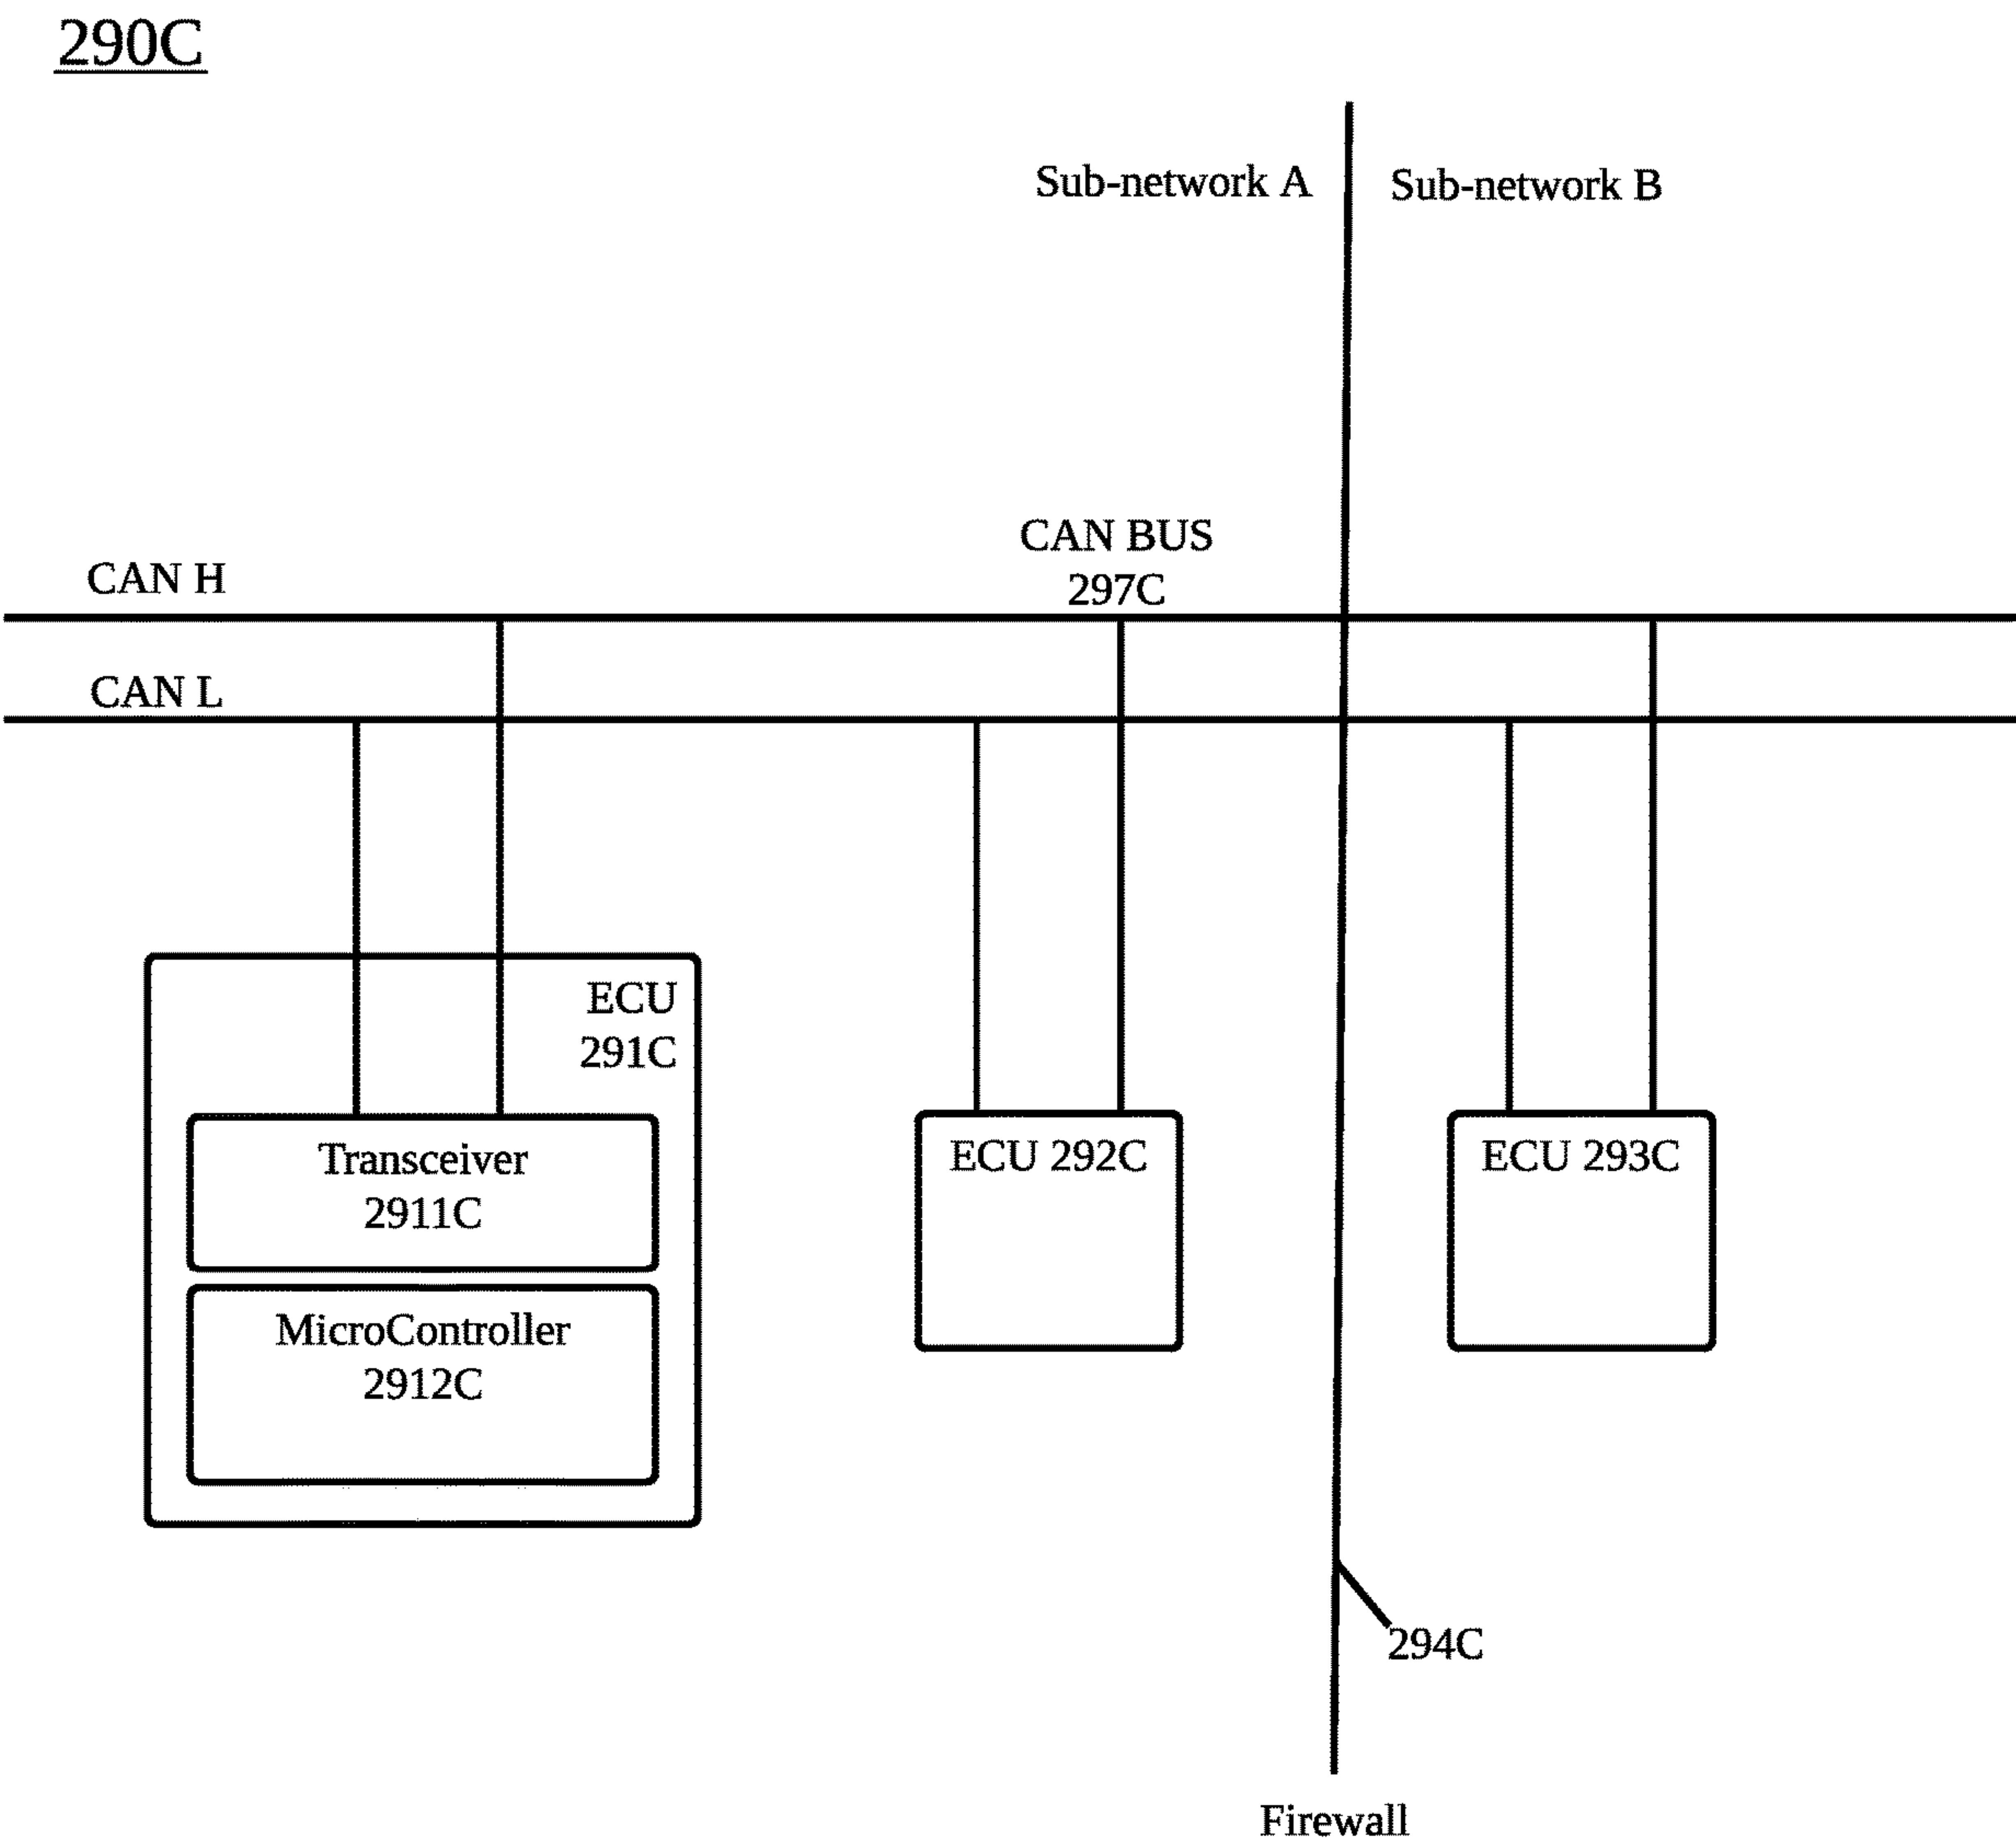 290C
Sub-network A
Sub-network B
CAN BUS
297C
CAN H
CAN L
ECU
291C
Transceiver
2911C
MicroController
2912C
ECU 292C
ECU 293C
294C
Firewall